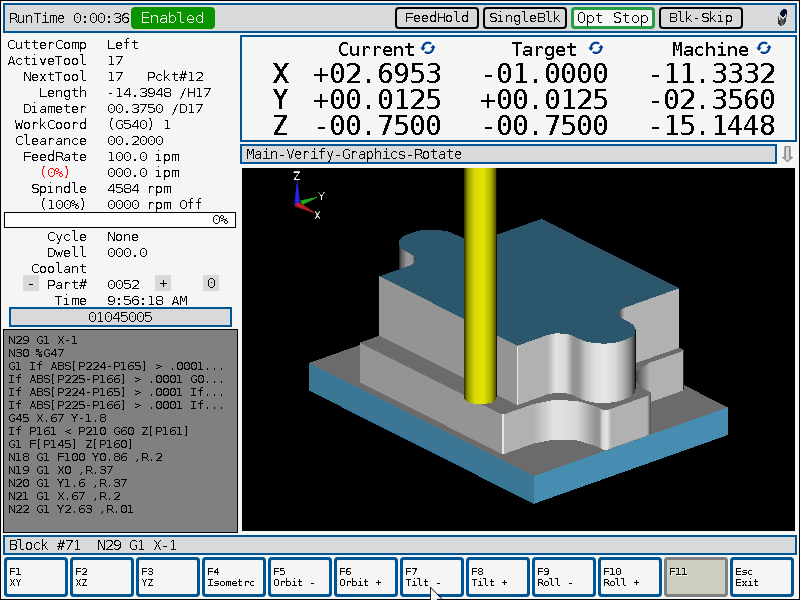 RunTime 0:00:36 Enabled FeedHold SingleBlk Opt Stop Blk-Skip
CutterComp Left
ActiveTool 17
NextTool 17 Pckt#12
Length -14.3948 /H17
Diameter 00.3750 /D17
WorkCoord (G540) 1
Clearance 00.2000
FeedRate 100.0 ipm
(0%) 000.0 ipm
Spindle 4584 rpm
(100%) 0000 rpm Off
0%
Cycle None
Dwell 000.0
Coolant
- Part# 0052 + 0
Time 9:56:18 AM
01045005
N29 G1 X-1
N30 %G47
G1 If ABS[P224-P165] > .0001...
If ABS[P225-P166] > .0001 G0...
If ABS[P224-P165] > .0001 If...
If ABS[P225-P166] > .0001 If...
G45 X.67 Y-1.8
If P161 < P210 G60 Z[P161]
G1 F[P145] Z[P160]
N18 G1 F100 Y0.86 ,R.2
N19 G1 X0 ,R.37
N20 G1 Y1.6 ,R.37
N21 G1 X.67 ,R.2
N22 G1 Y2.63 ,R.01
Current Target Machine
X +02.6953 -01.0000 -11.3332
Y +00.0125 +00.0125 -02.3560
Z -00.7500 -00.7500 -15.1448
Main-Verify-Graphics-Rotate
Z
Y
X
Block #71 N29 G1 X-1
F1 XY
F2 XZ
F3 YZ
F4 Isometrc
F5 Orbit -
F6 Orbit +
F7 Tilt -
F8 Tilt +
F9 Roll -
F10 Roll +
F11
Esc Exit